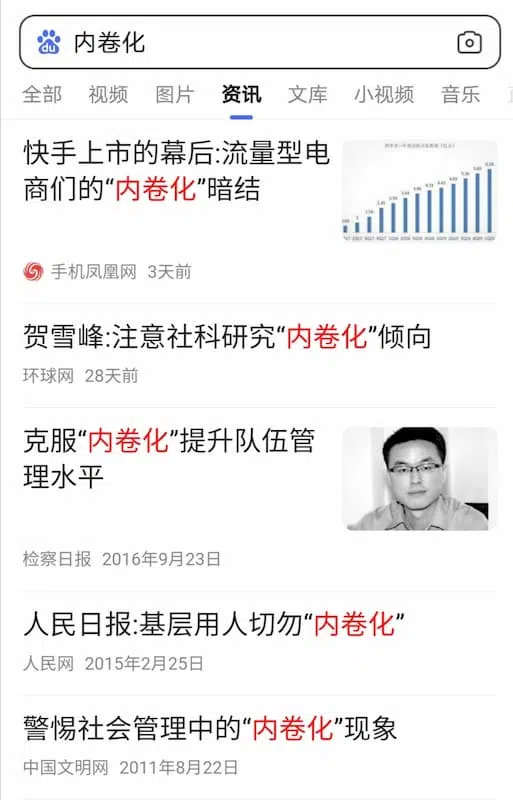 内卷化
全部 视频 图片 资讯 文库 小视频 音乐
快手上市的幕后:流量型电
商们的“内卷化”暗结
手机凤凰网 3天前
贺雪峰:注意社科研究“内卷化”倾向
环球网 28天前
克服“内卷化”提升队伍管
理水平
检察日报 2016年9月23日
人民日报:基层用人切勿“内卷化”
人民网 2015年2月25日
警惕社会管理中的“内卷化”现象
中国文明网 2011年8月22日